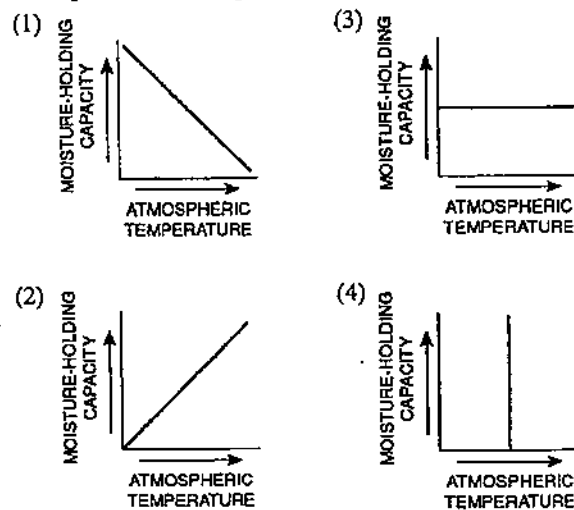 (1)
MOISTURE-HOLDING
CAPACITY
ATMOSPHERIC
TEMPERATURE
(3)
MOISTURE-HOLDING
CAPACITY
ATMOSPHERIC
TEMPERATURE
(2)
MOISTURE-HOLDING
CAPACITY
ATMOSPHERIC
TEMPERATURE
(4)
MOISTURE-HOLDING
CAPACITY
ATMOSPHERIC
TEMPERATURE